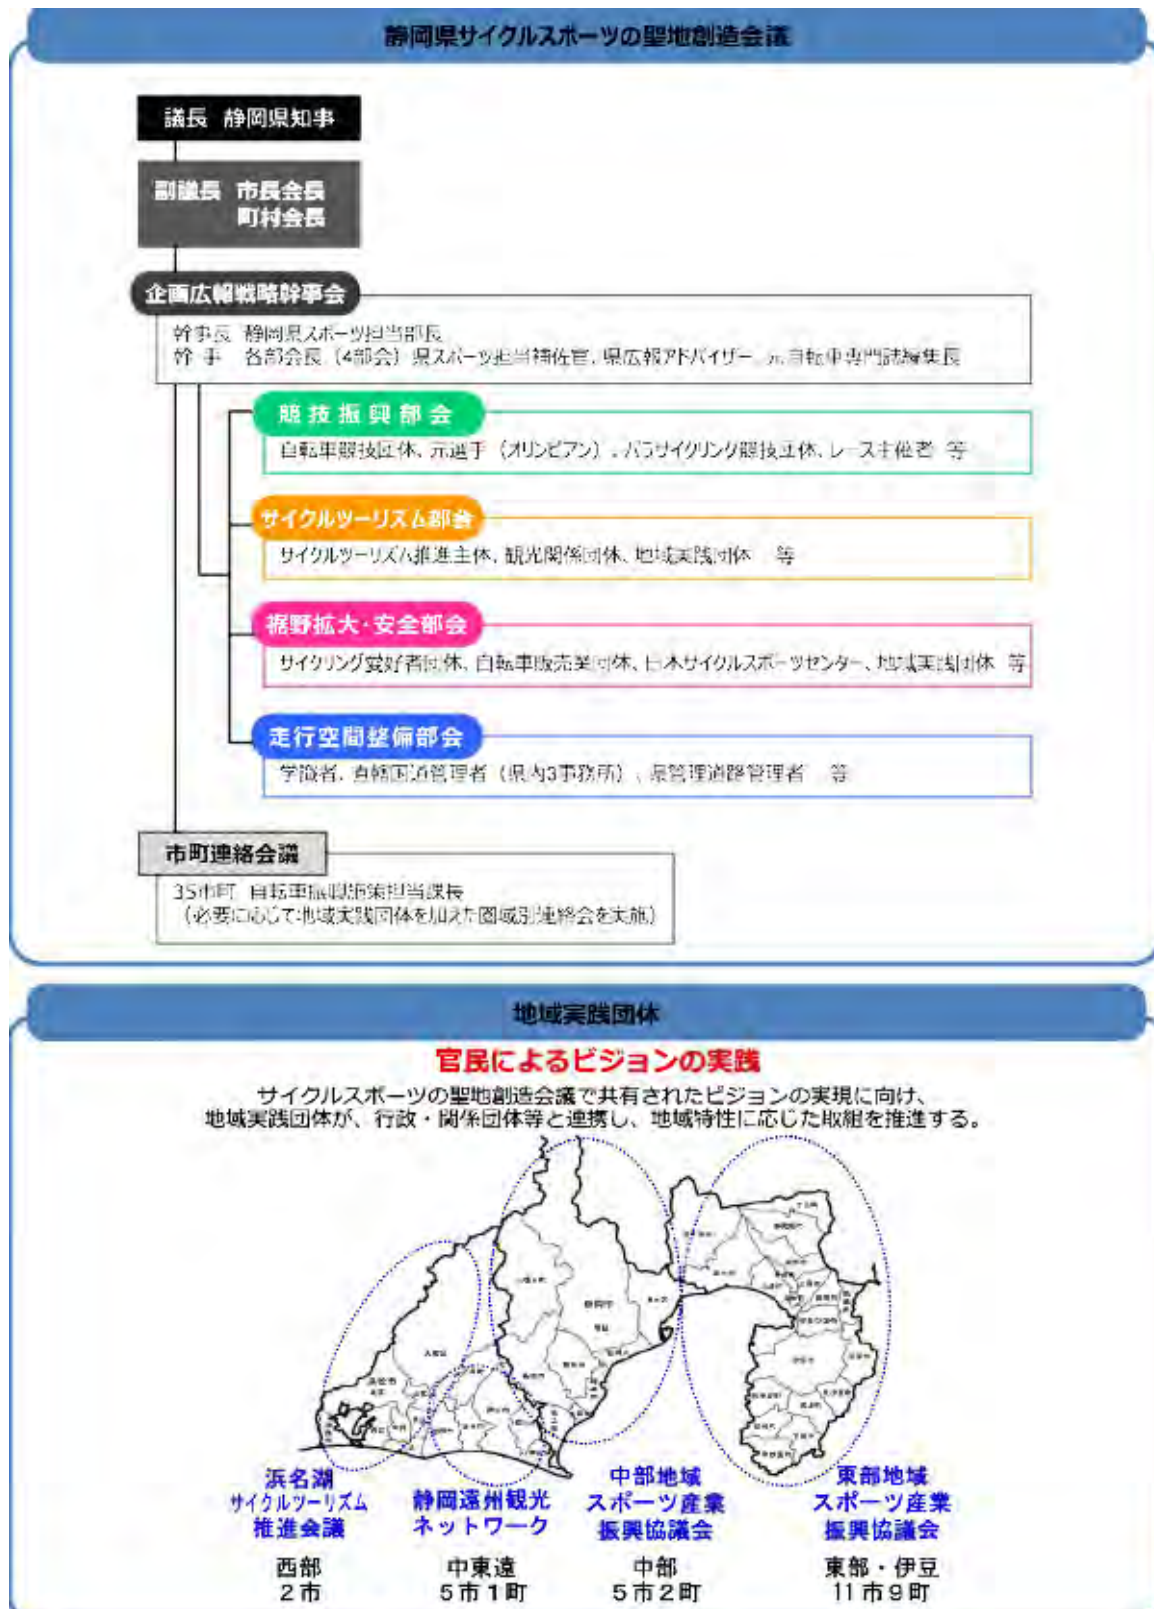 静岡県サイクルスポーツの聖地創造会議
議長 静岡県知事
副議長 市長会長
町村会長
企画広報戦略幹事会
幹事長 静岡県スポーツ担当部長
幹 事 各部会長（4部会）県スポーツ担当補佐官、県広報アドバイザー 元自転車専門誌編集長
競技振興部会
自転車競技団体、元選手（オリンピアン）、パラサイクリング競技団体、レース主催者 等
サイクルツーリズム部会
サイクルツーリズム推進主体、観光関係団体、地域実践団体 等
裾野拡大・安全部会
サイクリング愛好者団体、自転車販売業団体、日本サイクルスポーツセンター、地域実践団体 等
走行空間整備部会
学識者、直轄国道管理者（県内3事務所）、県管理道路管理者 等
市町連絡会議
35市町 自転車振興施策担当課長
（必要に応じて地域実践団体を加えた圏域別連絡会を実施）
地域実践団体
官民によるビジョンの実践
サイクルスポーツの聖地創造会議で共有されたビジョンの実現に向け、
地域実践団体が、行政・関係団体等と連携し、地域特性に応じた取組を推進する。
静岡市
浜松市
浜名湖
サイクルツーリズム
推進会議
西部
2市
静岡遠州観光
ネットワーク
中東遠
5市1町
中部地域
スポーツ産業
振興協議会
中部
5市2町
東部地域
スポーツ産業
振興協議会
東部・伊豆
11市9町